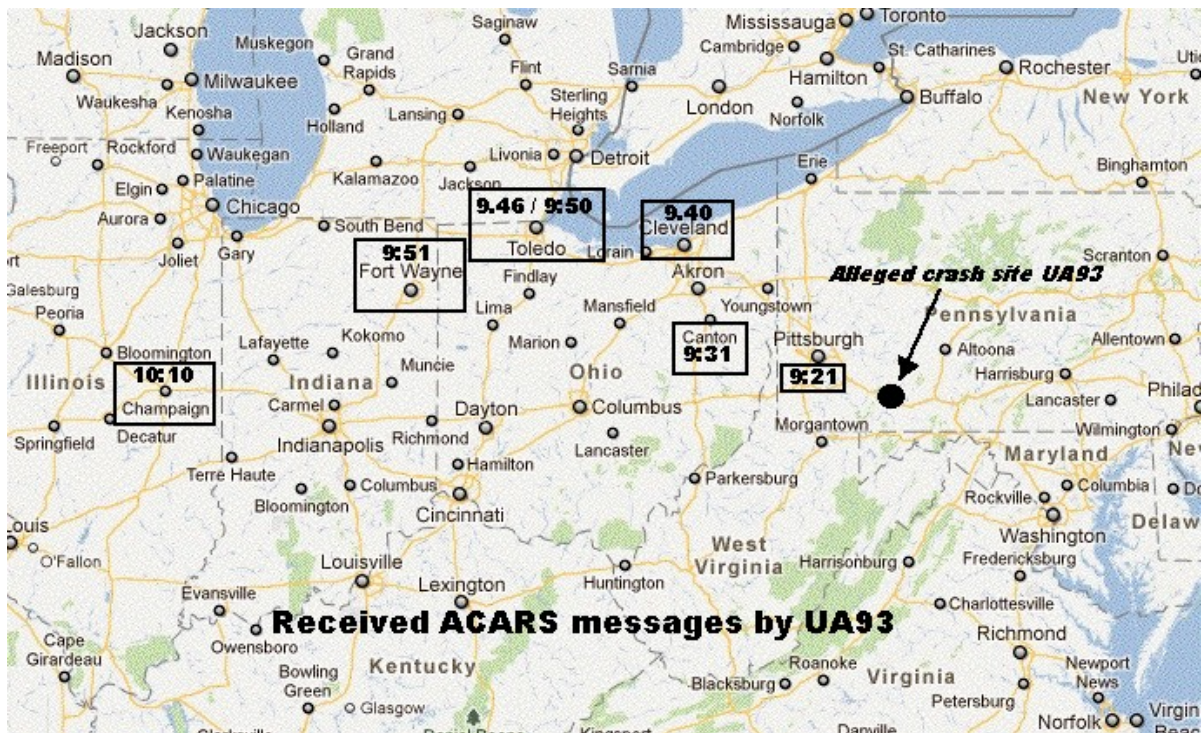 Jackson
Madison
Milwaukee
Waukesha
Kenosha
Freeport
Rockford
Waukegan
Palatine
Elgin
Aurora
Chicago
Joliet
Gary
Muskegon
Grand
Rapids
Holland
Lansing
Kalamazoo
Jackson
Saginaw
Flint
Sterling
Heights
Livonia
Detroit
Sarnia
London
Mississauga
Toronto
Cambridge
Hamilton
St. Catharines
Norfolk
Buffalo
Rochester
New York
Binghamton
Erie
South Bend
9.46 / 9:50
Toledo
9.40
Cleveland
Lorain
Akron
9:51
Fort Wayne
Findlay
Lima
Mansfield
Youngstown
Alleged crash site UA93
Scranton
Galesburg
Peoria
Bloomington
Lafayette
Kokomo
Muncie
Marion
Canton
9:31
Pittsburgh
9:21
Pennsylvania
Altoona
Allentown
Harrisburg
Lancaster
Illinois
10:10
Champaign
Indiana
Ohio
Carmel
Indianapolis
Richmond
Dayton
Columbus
Lancaster
Morgantown
Wilmington
Springfield
Decatur
Terre Haute
Bloomington
Columbus
Hamilton
Cincinnati
Parkersburg
Maryland
Columbia
Rockville
Washington
Fredericksburg
O'Fallon
Louisville
Lexington
Huntington
West
Virginia
Harrisonburg
Charlottesville
Evansville
Owensboro
Received ACARS messages by UA93
Richmond
Cape
Girardeau
Kentucky
Bowling
Green
Glasgow
Blacksburg
Roanoke
Virginia
Petersburg
Newport
News
Norfolk